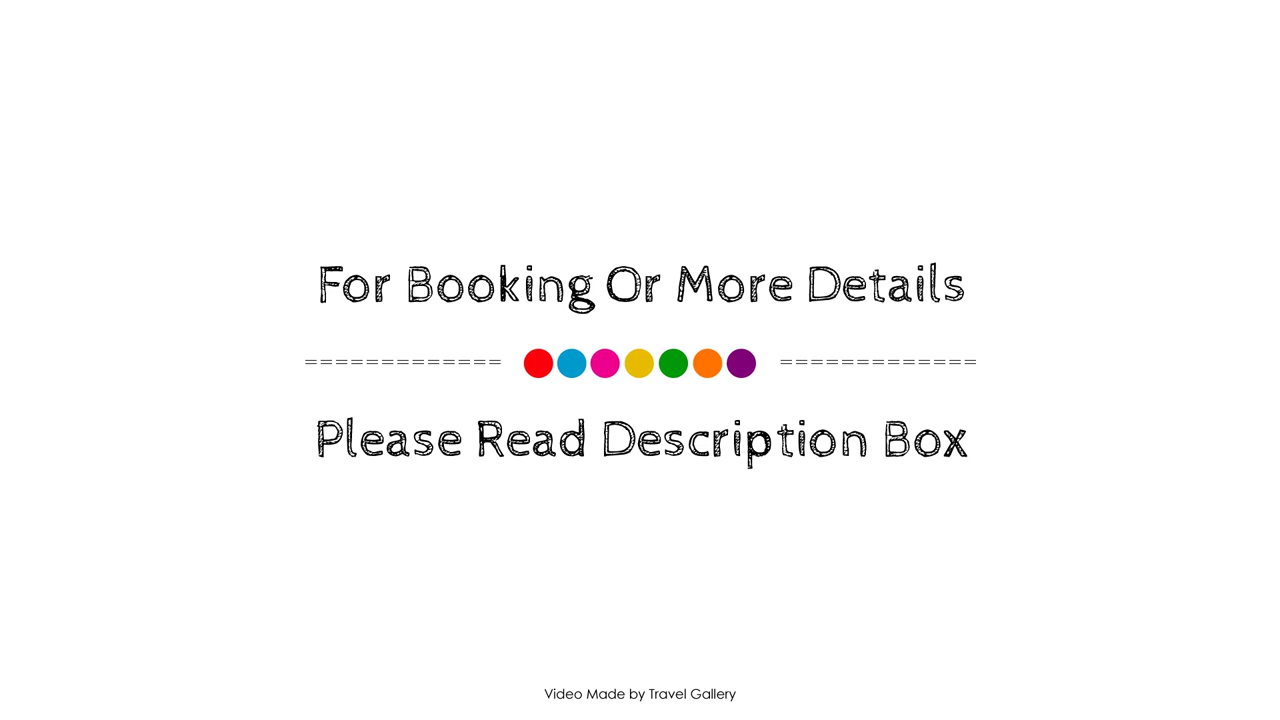 For Booking Or More Details
============= =============
Please Read Description Box
Video Made by Travel Gallery